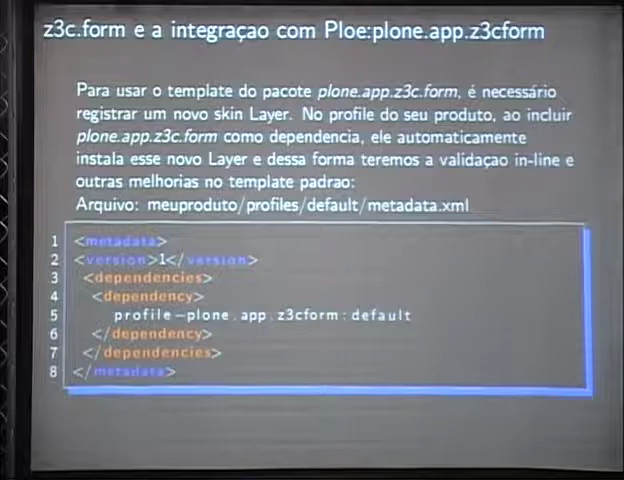 z3c.form e a integraçao com Ploe:plone.app.z3cform
Para usar o template do pacote plone.app.z3c.form, é necessário
registrar um novo skin Layer. No profile do seu produto, ao incluir
plone.app.z3c.form como dependencia, ele automaticamente
instala esse novo Layer e dessa forma teremos a validaçao in-line e
outras melhorias no template padrao:
Arquivo: meuproduto/profiles/default/metadata.xml
1 <metadata>
2 <version>1</version>
3 <dependencies>
4 <dependency>
5 profile-plone.app.z3cform:default
6 </dependency>
7 </dependencies>
8 </metadata>